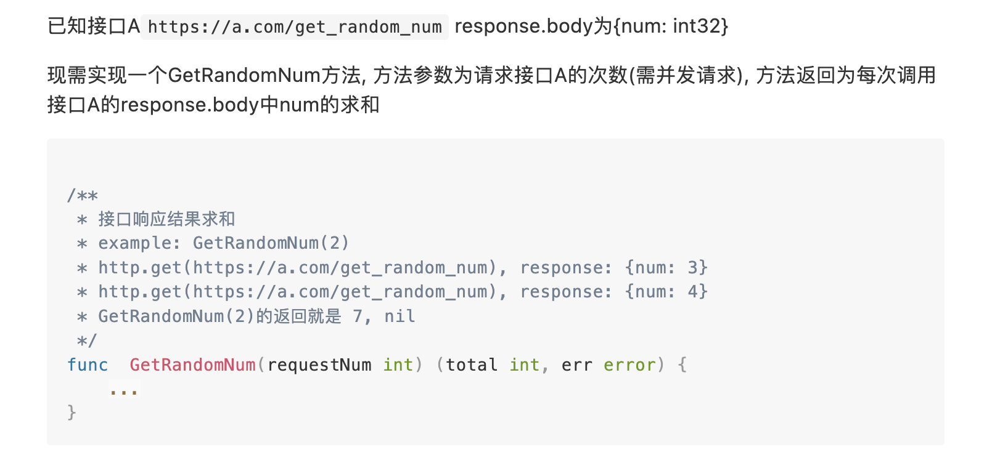 已知接口A https://a.com/get_random_num response.body为{num: int32}
现需实现一个GetRandomNum方法, 方法参数为请求接口A的次数(需并发请求), 方法返回为每次调用
接口A的response.body中num的求和
/**
 * 接口响应结果求和
 * example: GetRandomNum(2)
 * http.get(https://a.com/get_random_num), response: {num: 3}
 * http.get(https://a.com/get_random_num), response: {num: 4}
 * GetRandomNum(2)的返回就是 7, nil
 */
func  GetRandomNum(requestNum int) (total int, err error) {
    ...
}